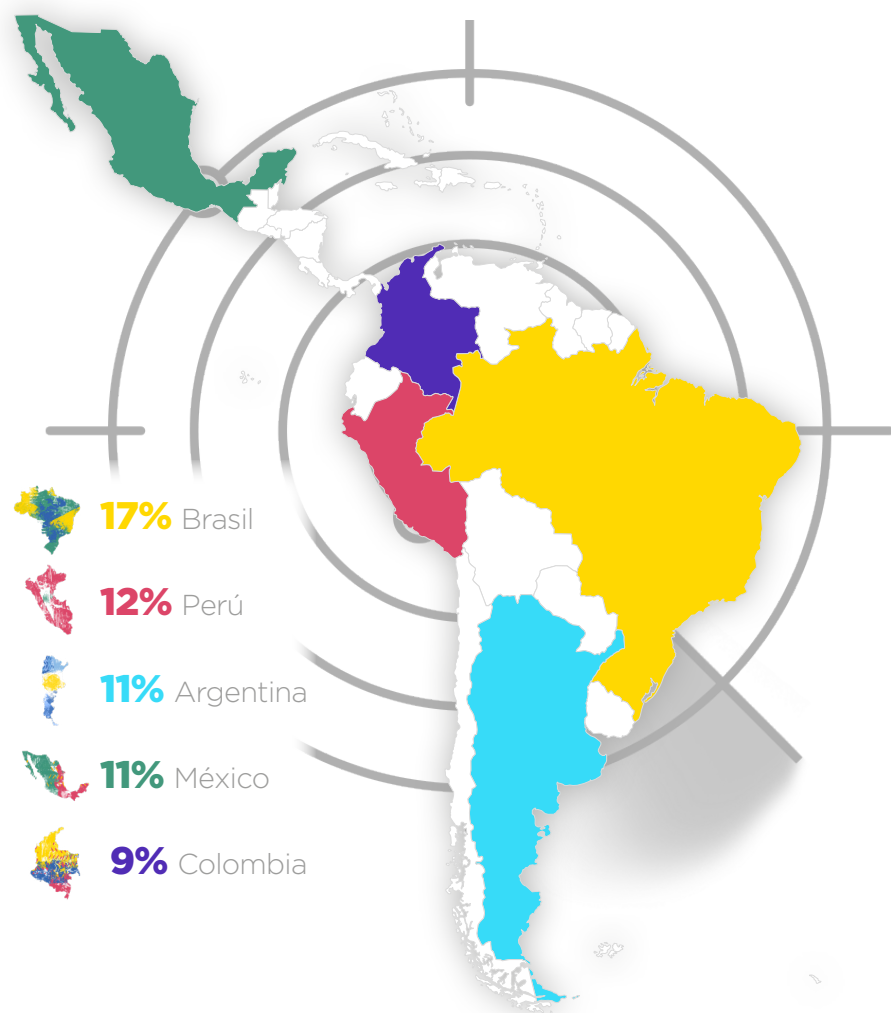 17% Brasil
12% Perú
11% Argentina
11% México
9% Colombia